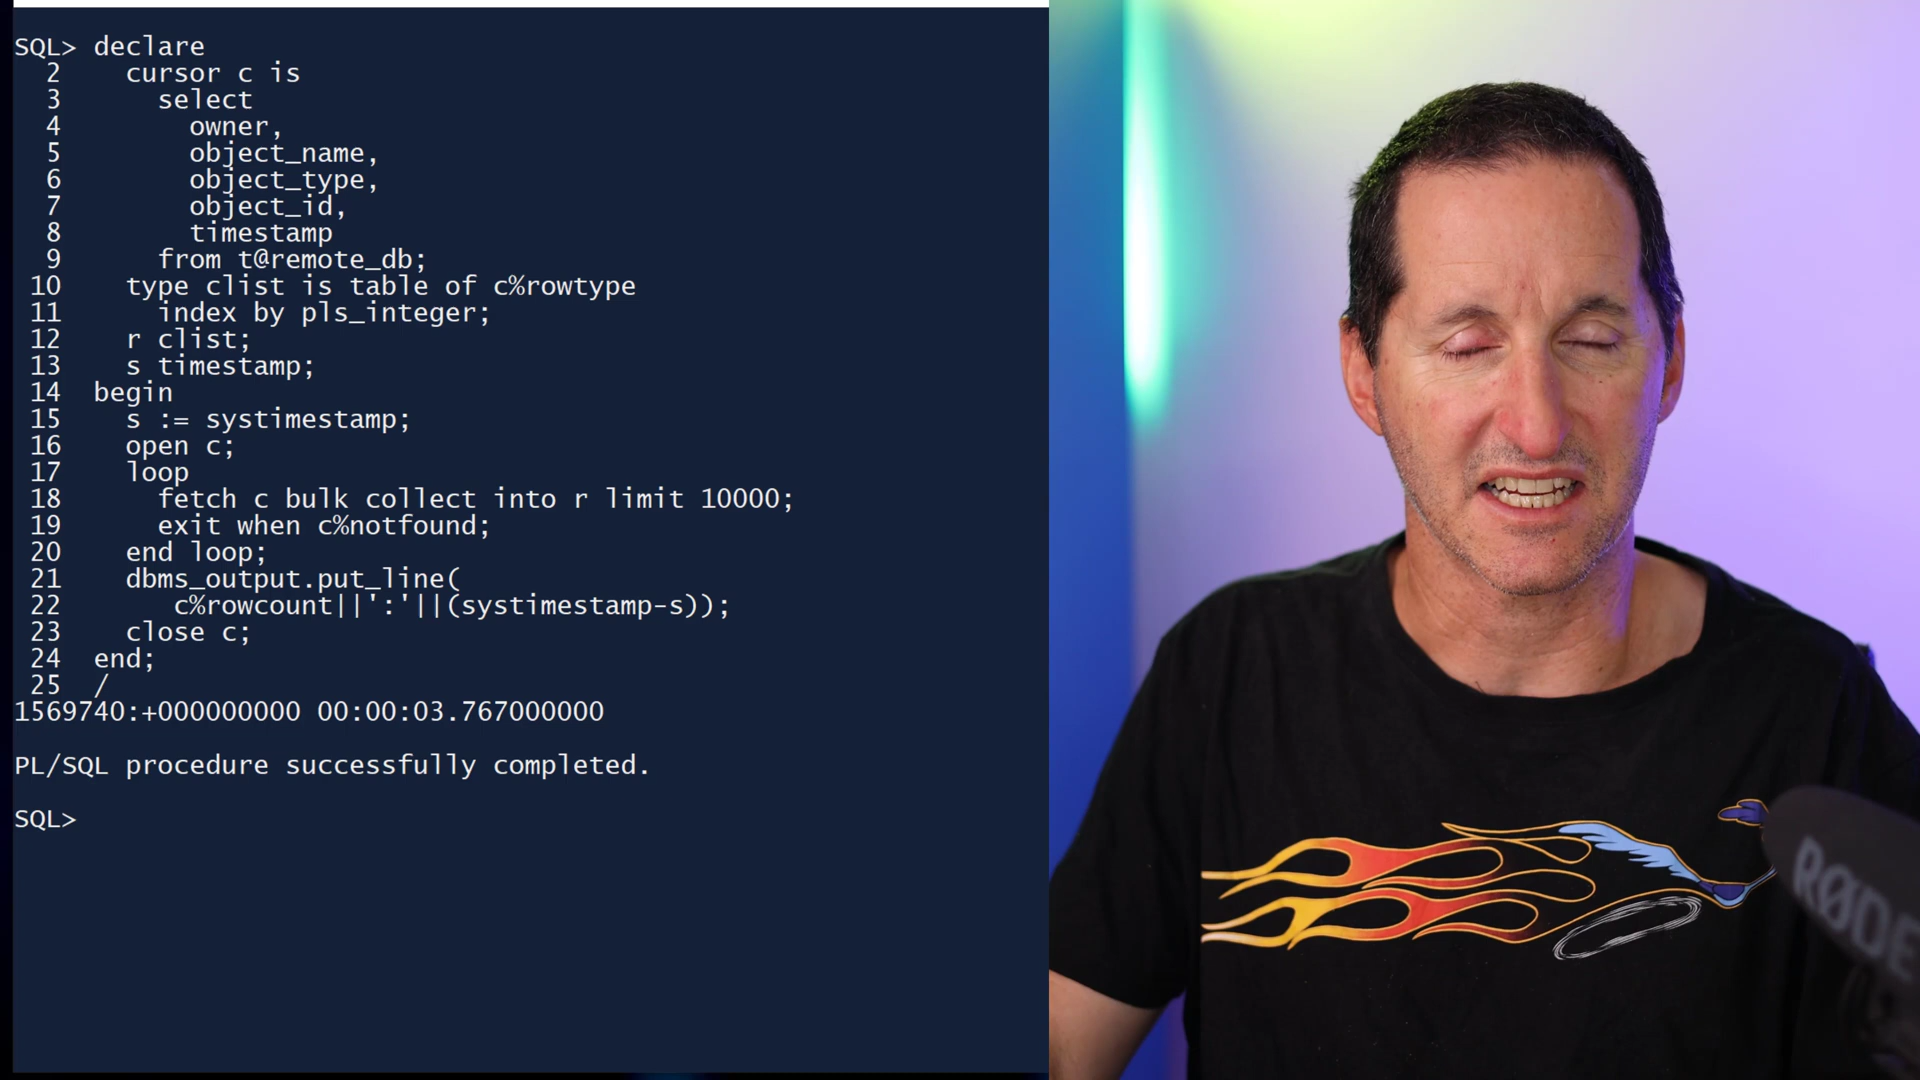 SQL> declare
2 cursor c is
3 select
4 owner,
5 object_name,
6 object_type,
7 object_id,
8 timestamp
9 from t@remote_db;
10 type clist is table of c%rowtype
11 index by pls_integer;
12 r clist;
13 s timestamp;
14 begin
15 s := systimestamp;
16 open c;
17 loop
18 fetch c bulk collect into r limit 10000;
19 exit when c%notfound;
20 end loop;
21 dbms_output.put_line(
22 c%rowcount||':'||(systimestamp-s));
23 close c;
24 end;
25 /
1569740:+000000000 00:00:03.767000000
PL/SQL procedure successfully completed.
SQL>
RØDE